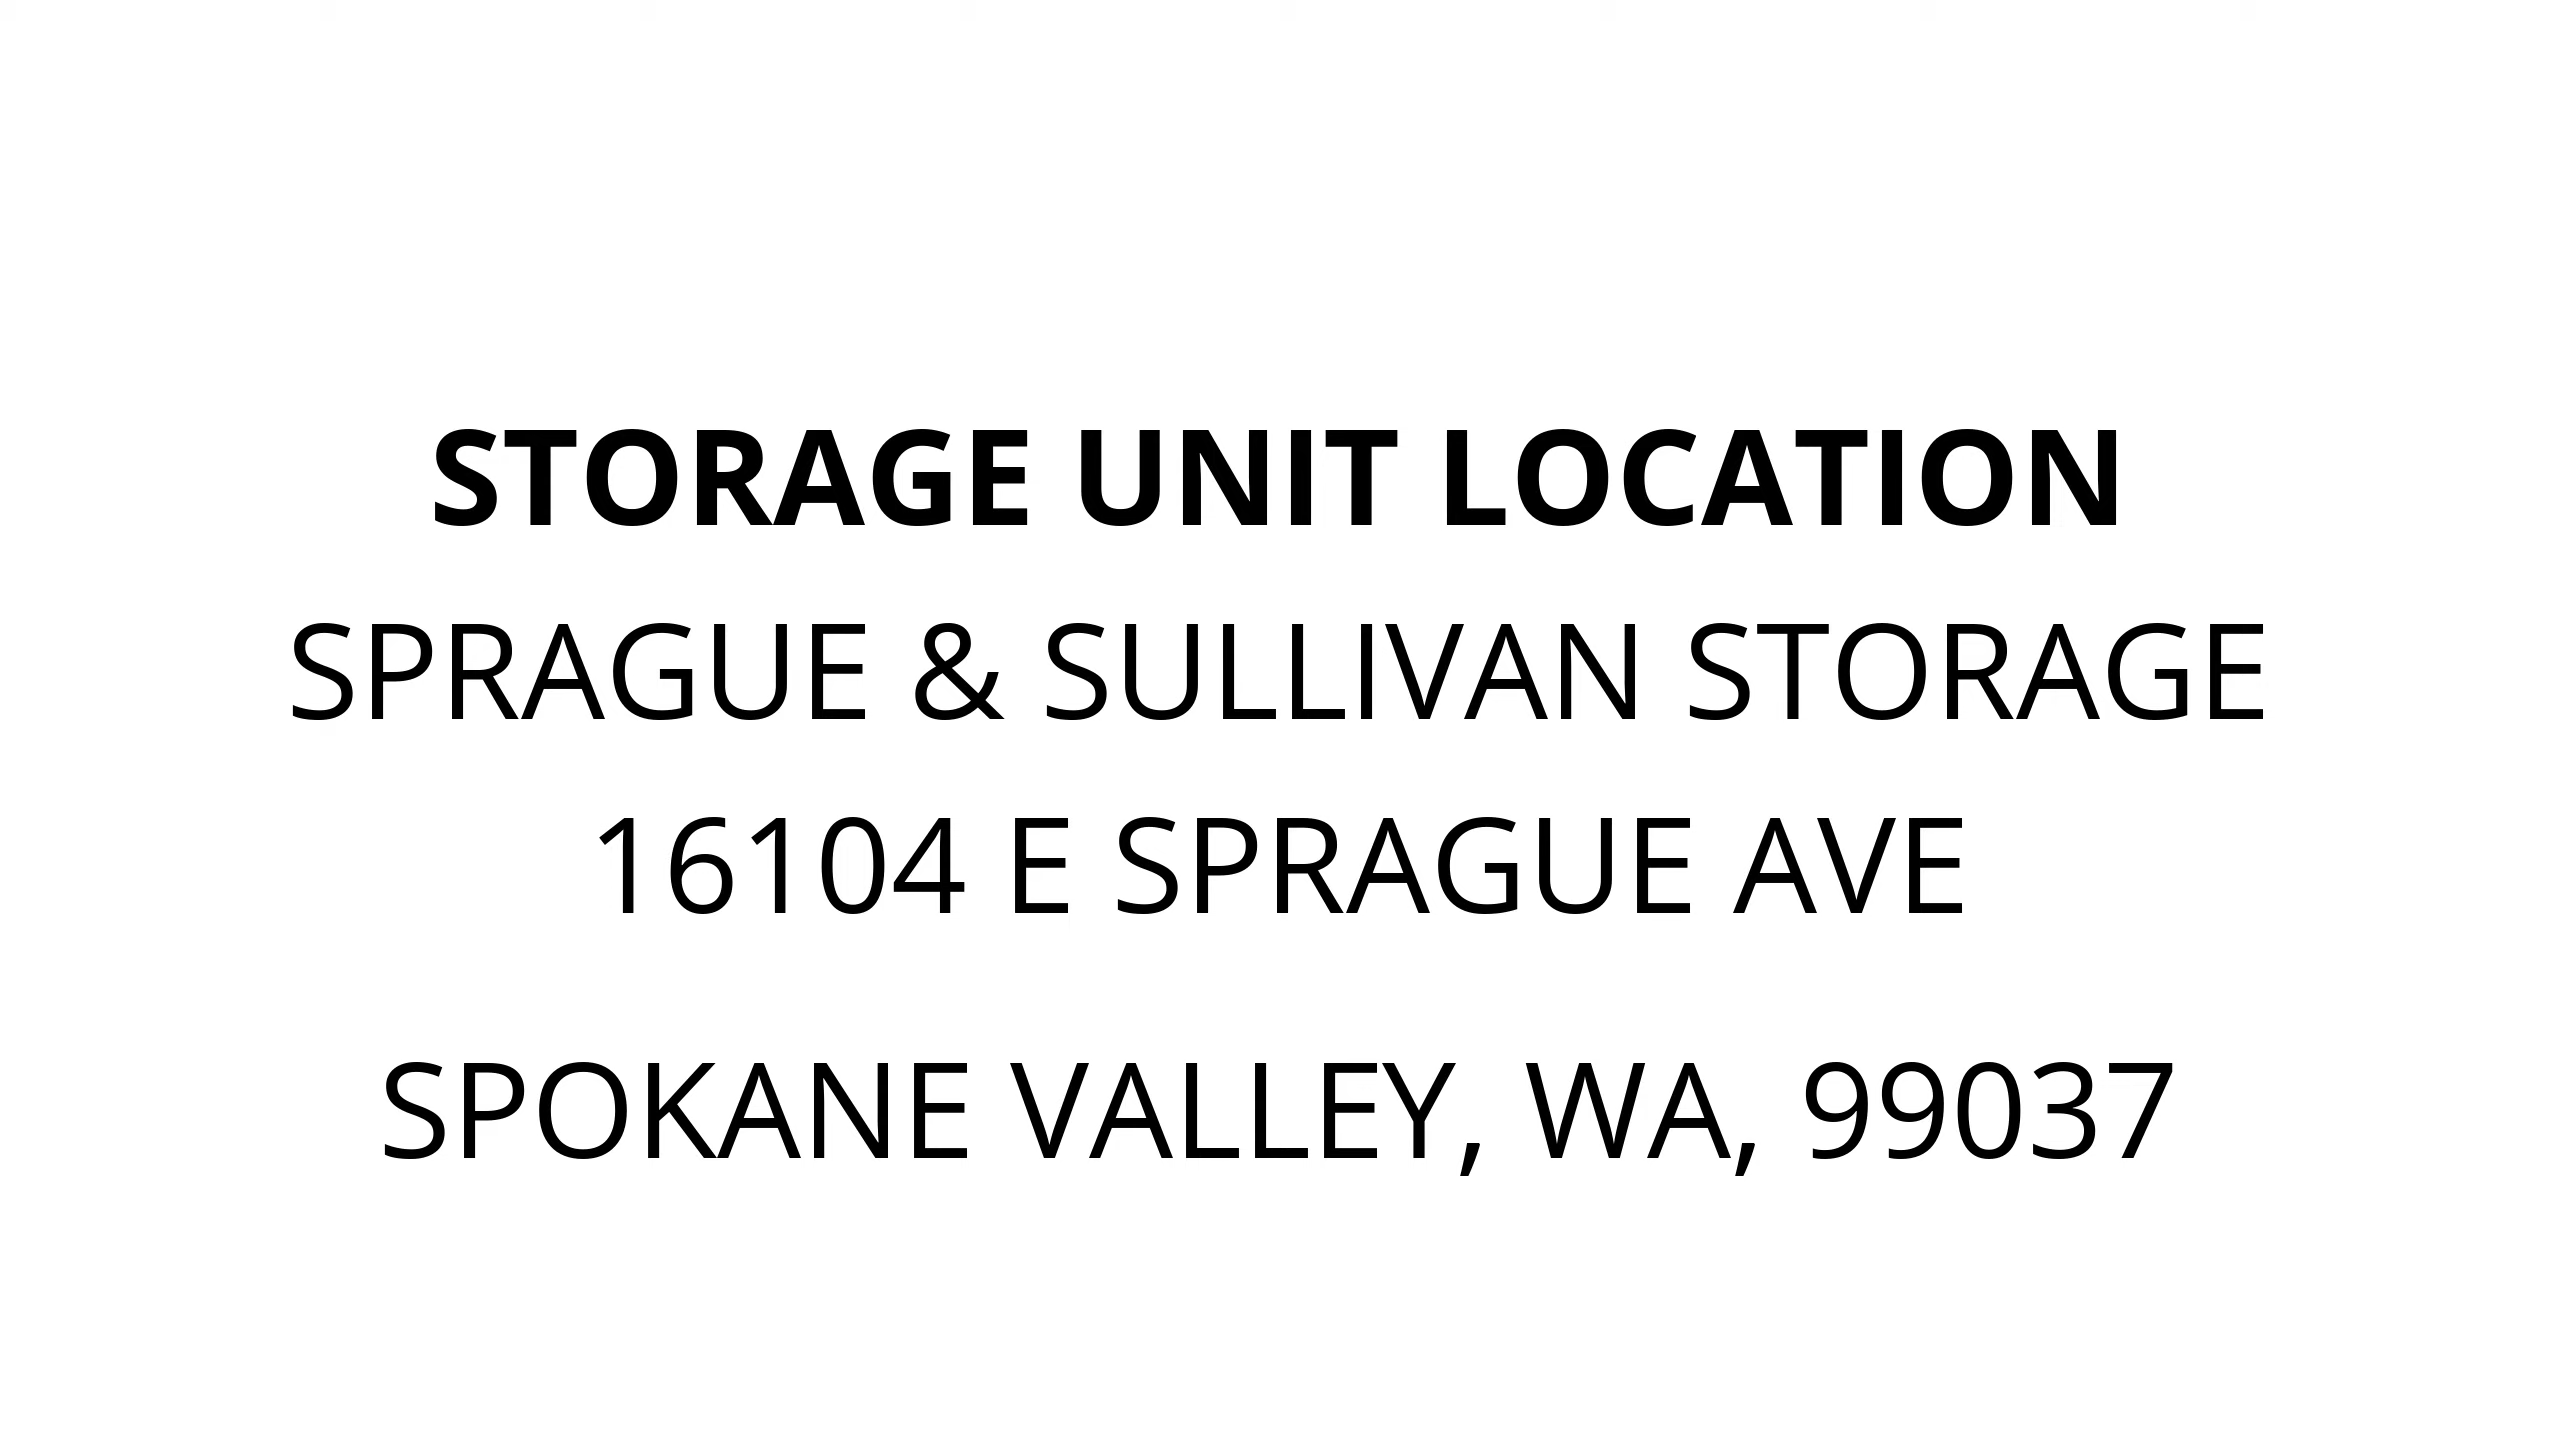 STORAGE UNIT LOCATION
SPRAGUE & SULLIVAN STORAGE
16104 E SPRAGUE AVE
SPOKANE VALLEY, WA, 99037